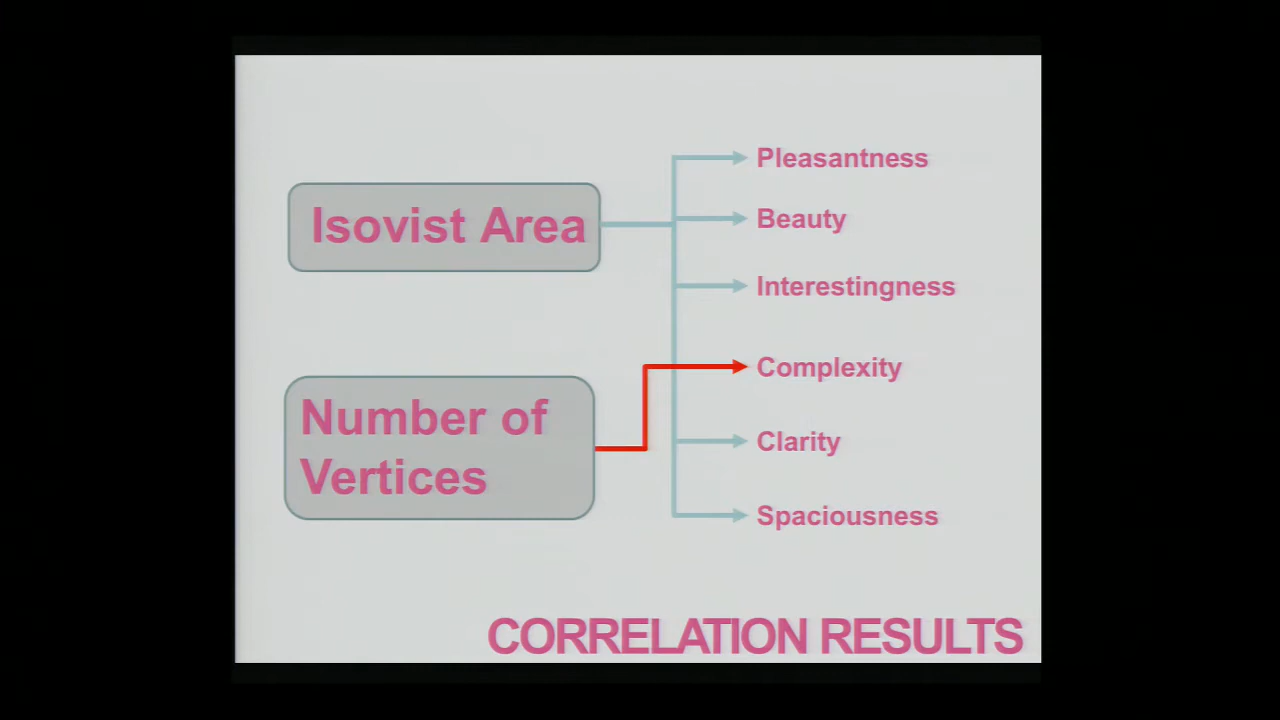 Isovist Area
Number of
Vertices
Pleasantness
Beauty
Interestingness
Complexity
Clarity
Spaciousness
CORRELATION RESULTS